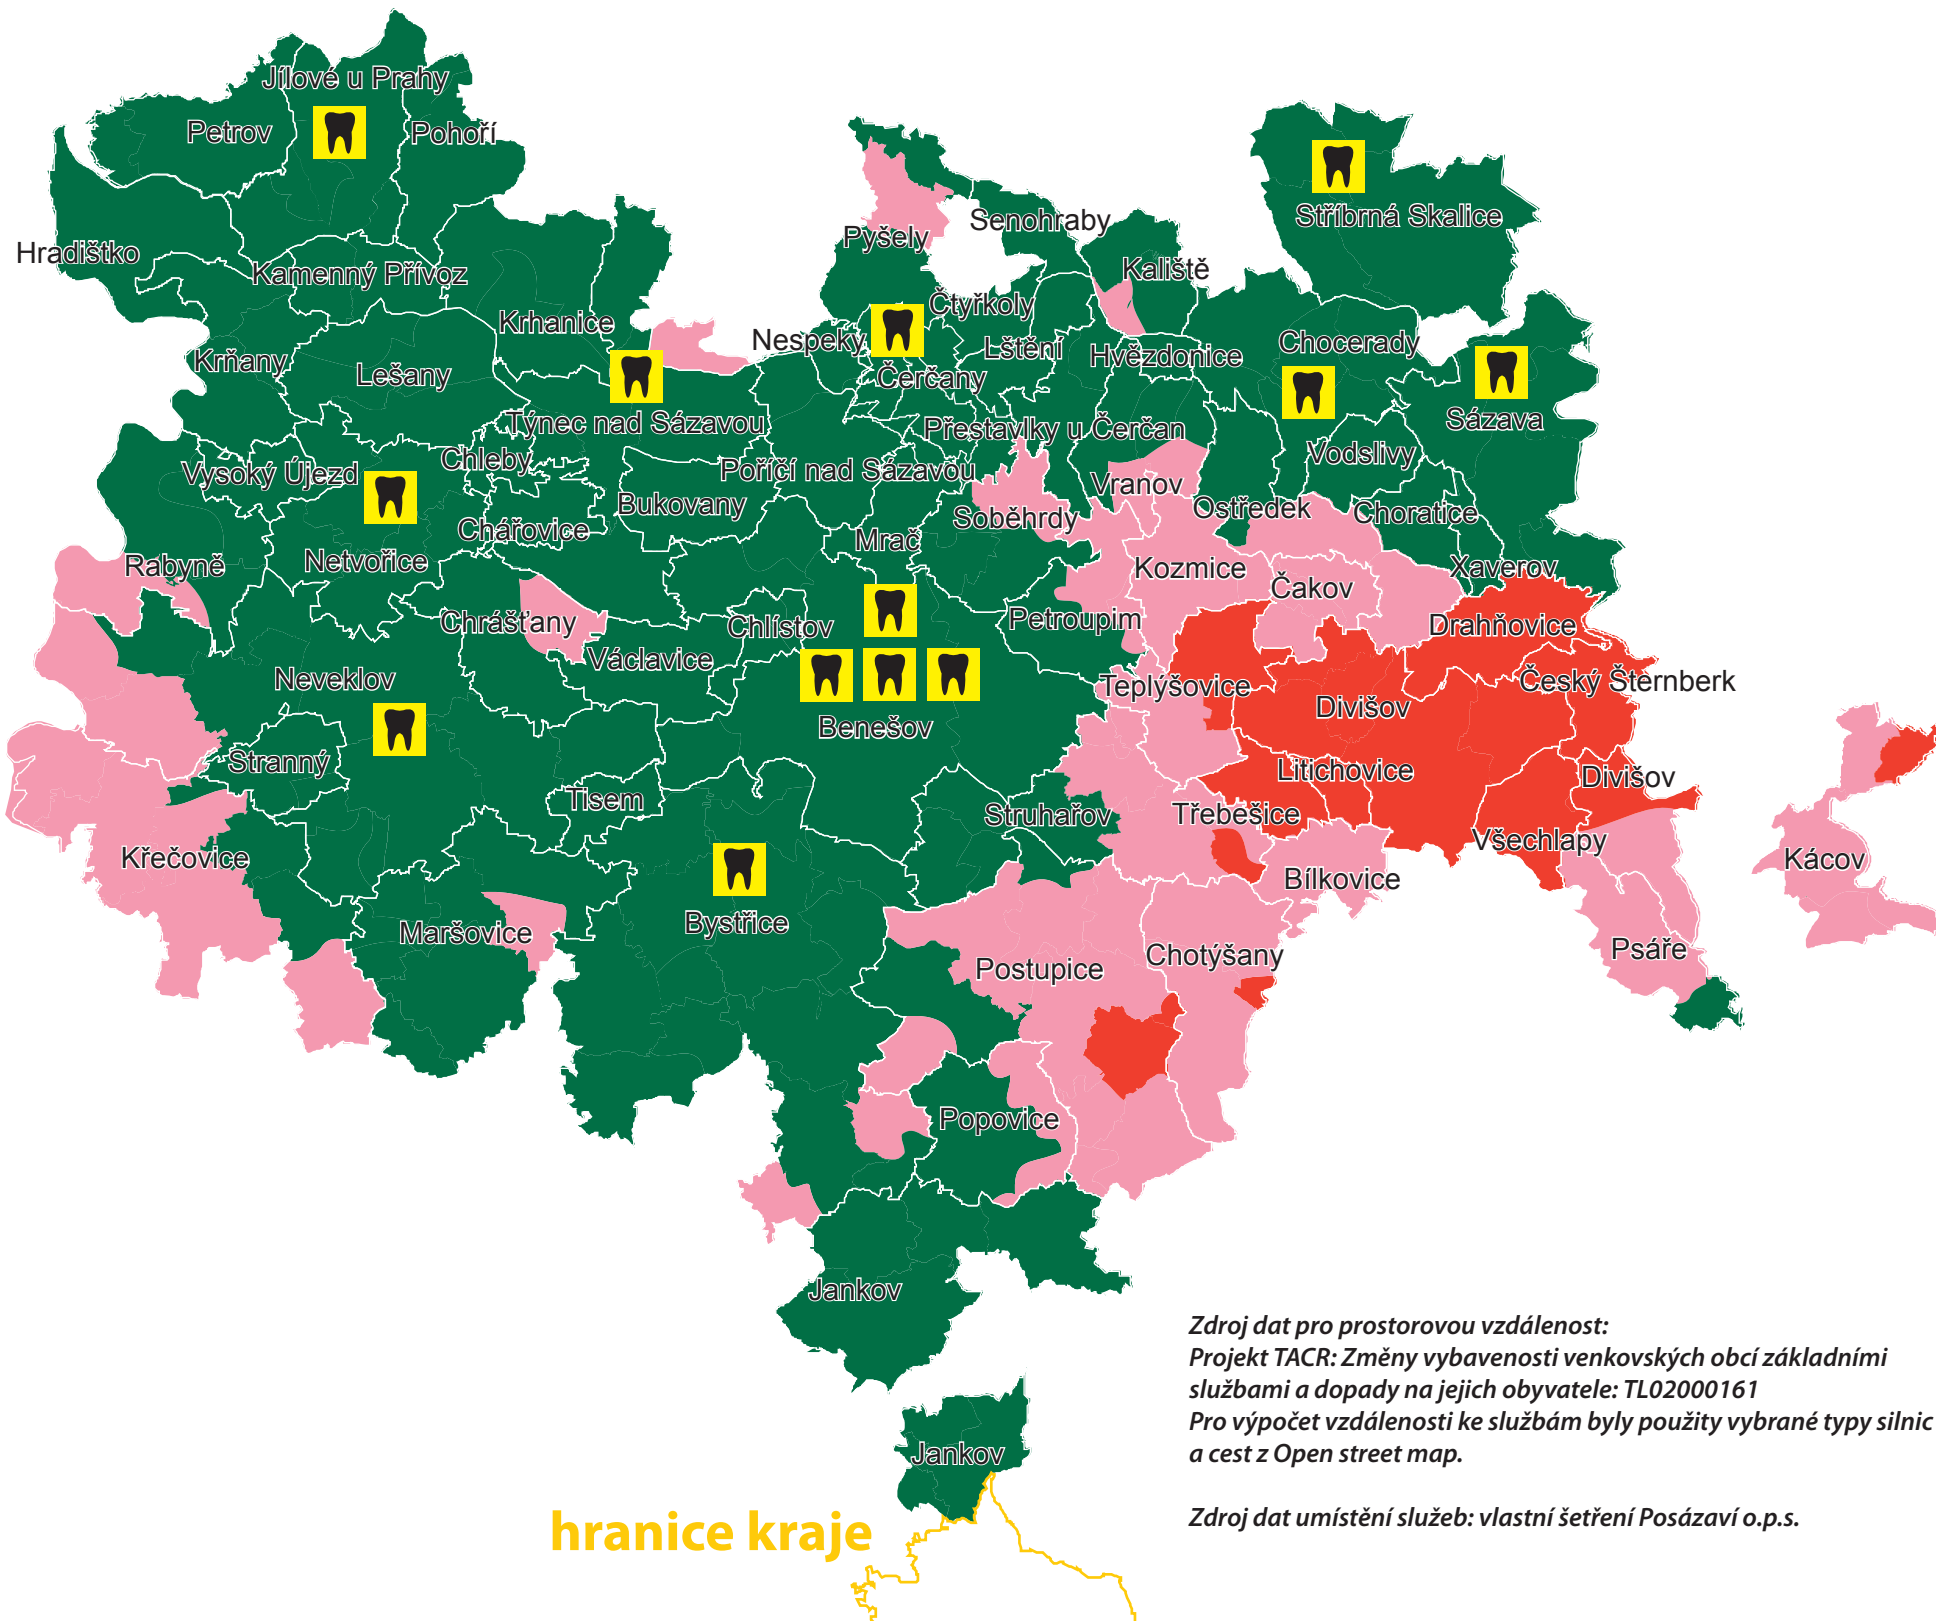 Jílové u Prahy
Petrov
Pohoří
Stříbrná Skalice
Senohraby
Pyšely
Hradištko
Kamenný Přívoz
Kaliště
Čtyřkoly
Krhanice
Nespeky
Lštění
Hvězdonice
Chocerady
Krňany
Lešany
Čerčany
Sázava
Týnec nad Sázavou
Přestavlky u Čerčan
Vysoký Újezd
Chleby
Poříčí nad Sázavou
Vodslivy
Vranov
Bukovany
Soběhrdy
Ostředek
Choratice
Chářovice
Mrač
Rabyně
Netvořice
Kozmice
Čakov
Xaverov
Chrášťany
Chlístov
Petroupim
Drahňovice
Václavice
Neveklov
Teplýšovice
Český Šternberk
Benešov
Divišov
Stranný
Litichovice
Divišov
Tisem
Struhařov
Třebešice
Všechlapy
Křečovice
Bílkovice
Kácov
Maršovice
Bystřice
Postupice
Chotýšany
Psáře
Popovice
Jankov
Zdroj dat pro prostorovou vzdálenost:
Projekt TACR: Změny vybavenosti venkovských obcí základními
službami a dopady na jejich obyvatele: TL02000161
Pro výpočet vzdálenosti ke službám byly použity vybrané typy silnic
a cest z Open street map.
Jankov
Zdroj dat umístění služeb: vlastní šetření Posázaví o.p.s.
hranice kraje